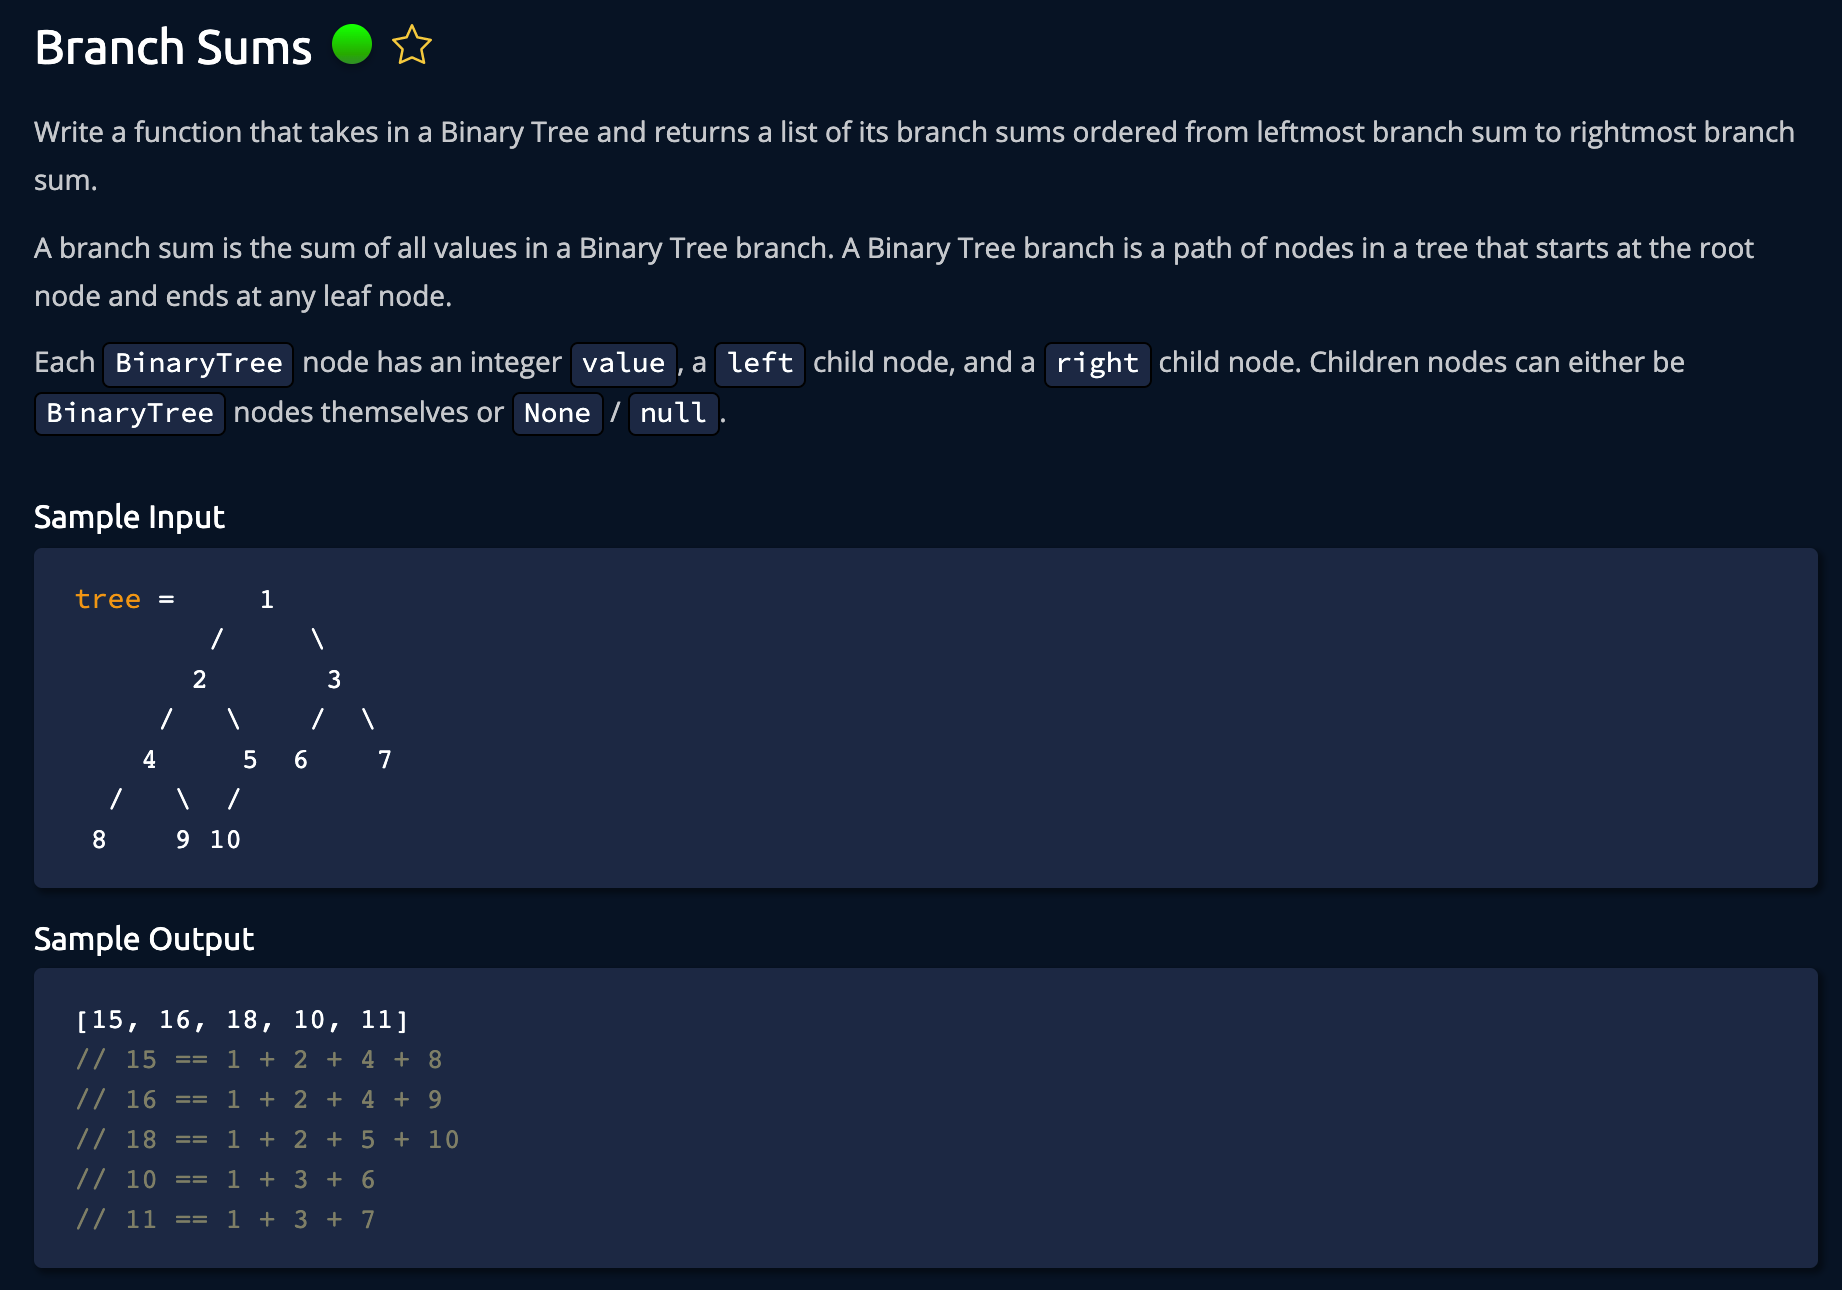 Branch Sums
Write a function that takes in a Binary Tree and returns a list of its branch sums ordered from leftmost branch sum to rightmost branch
sum.
A branch sum is the sum of all values in a Binary Tree branch. A Binary Tree branch is a path of nodes in a tree that starts at the root
node and ends at any leaf node.
Each BinaryTree node has an integer value, a left child node, and a right child node. Children nodes can either be
BinaryTree nodes themselves or None / null.
Sample Input
tree =     1
        /     \
       2       3
     /   \    /  \
    4     5  6    7
  /   \  /
 8    9 10
Sample Output
[15, 16, 18, 10, 11]
// 15 == 1 + 2 + 4 + 8
// 16 == 1 + 2 + 4 + 9
// 18 == 1 + 2 + 5 + 10
// 10 == 1 + 3 + 6
// 11 == 1 + 3 + 7